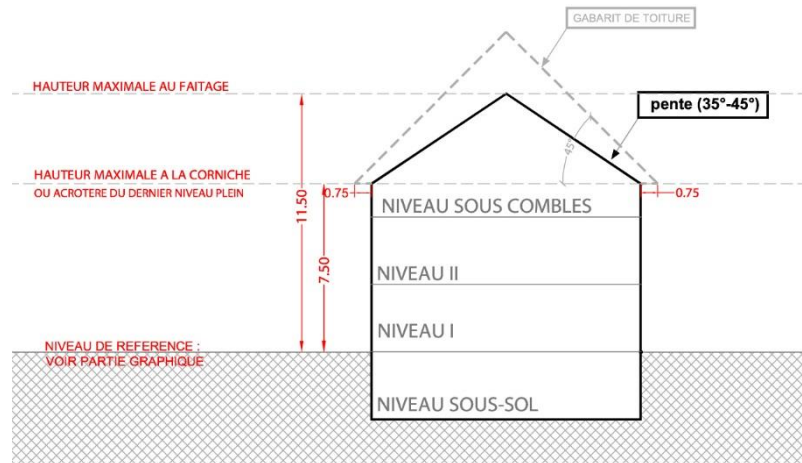 GABARIT DE TOITURE
HAUTEUR MAXIMALE AU FAITAGE
pente (35°-45°)
45°
HAUTEUR MAXIMALE A LA CORNICHE
OU ACROTERE DU DERNIER NIVEAU PLEIN
0.75
0.75
11.50
7.50
NIVEAU SOUS COMBLES
NIVEAU II
NIVEAU I
NIVEAU DE REFERENCE :
VOIR PARTIE GRAPHIQUE
NIVEAU SOUS-SOL